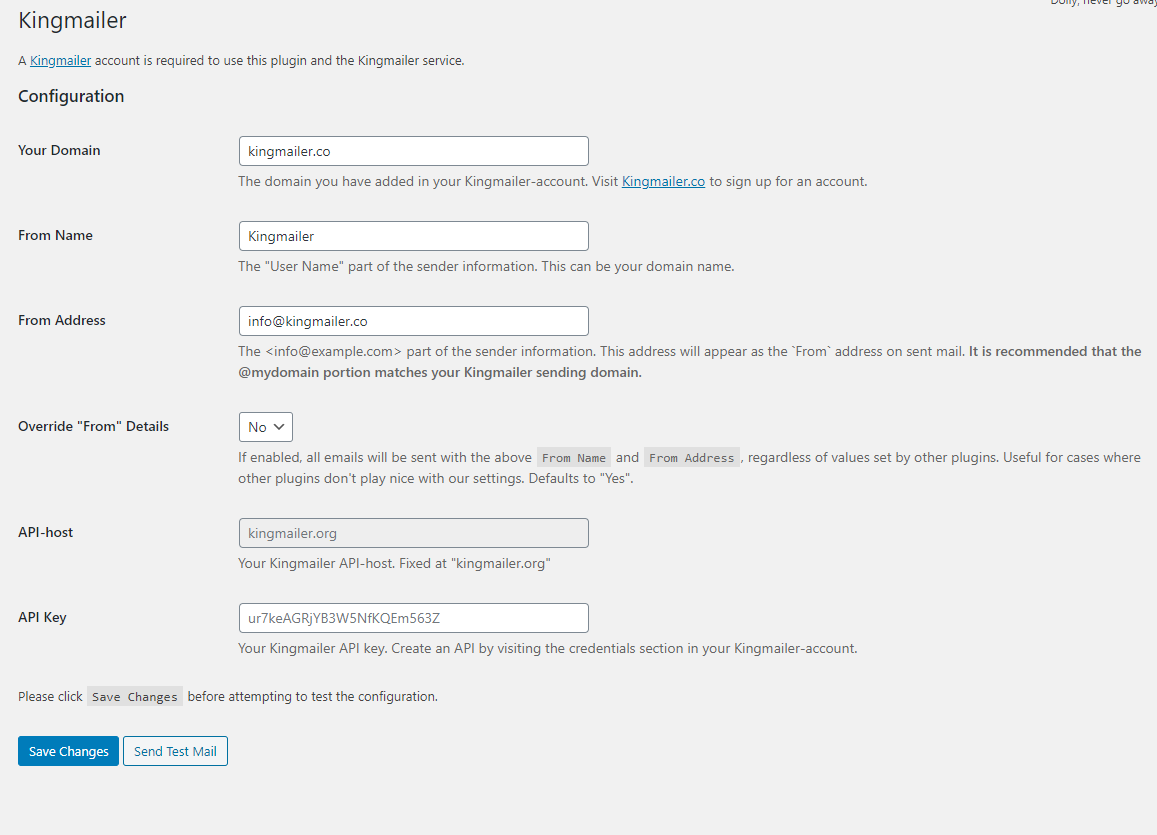 Dolly, never go away
Kingmailer
A Kingmailer account is required to use this plugin and the Kingmailer service.
Configuration
Your Domain
kingmailer.co
The domain you have added in your Kingmailer-account. Visit Kingmailer.co to sign up for an account.
From Name
Kingmailer
The "User Name" part of the sender information. This can be your domain name.
From Address
info@kingmailer.co
The <info@example.com> part of the sender information. This address will appear as the `From` address on sent mail. It is recommended that the
@mydomain portion matches your Kingmailer sending domain.
Override "From" Details
No
If enabled, all emails will be sent with the above From Name and From Address, regardless of values set by other plugins. Useful for cases where
other plugins don't play nice with our settings. Defaults to "Yes".
API-host
kingmailer.org
Your Kingmailer API-host. Fixed at "kingmailer.org"
API Key
ur7keAGRjYB3W5NfKQEm563Z
Your Kingmailer API key. Create an API by visiting the credentials section in your Kingmailer-account.
Please click Save Changes before attempting to test the configuration.
Save Changes
Send Test Mail